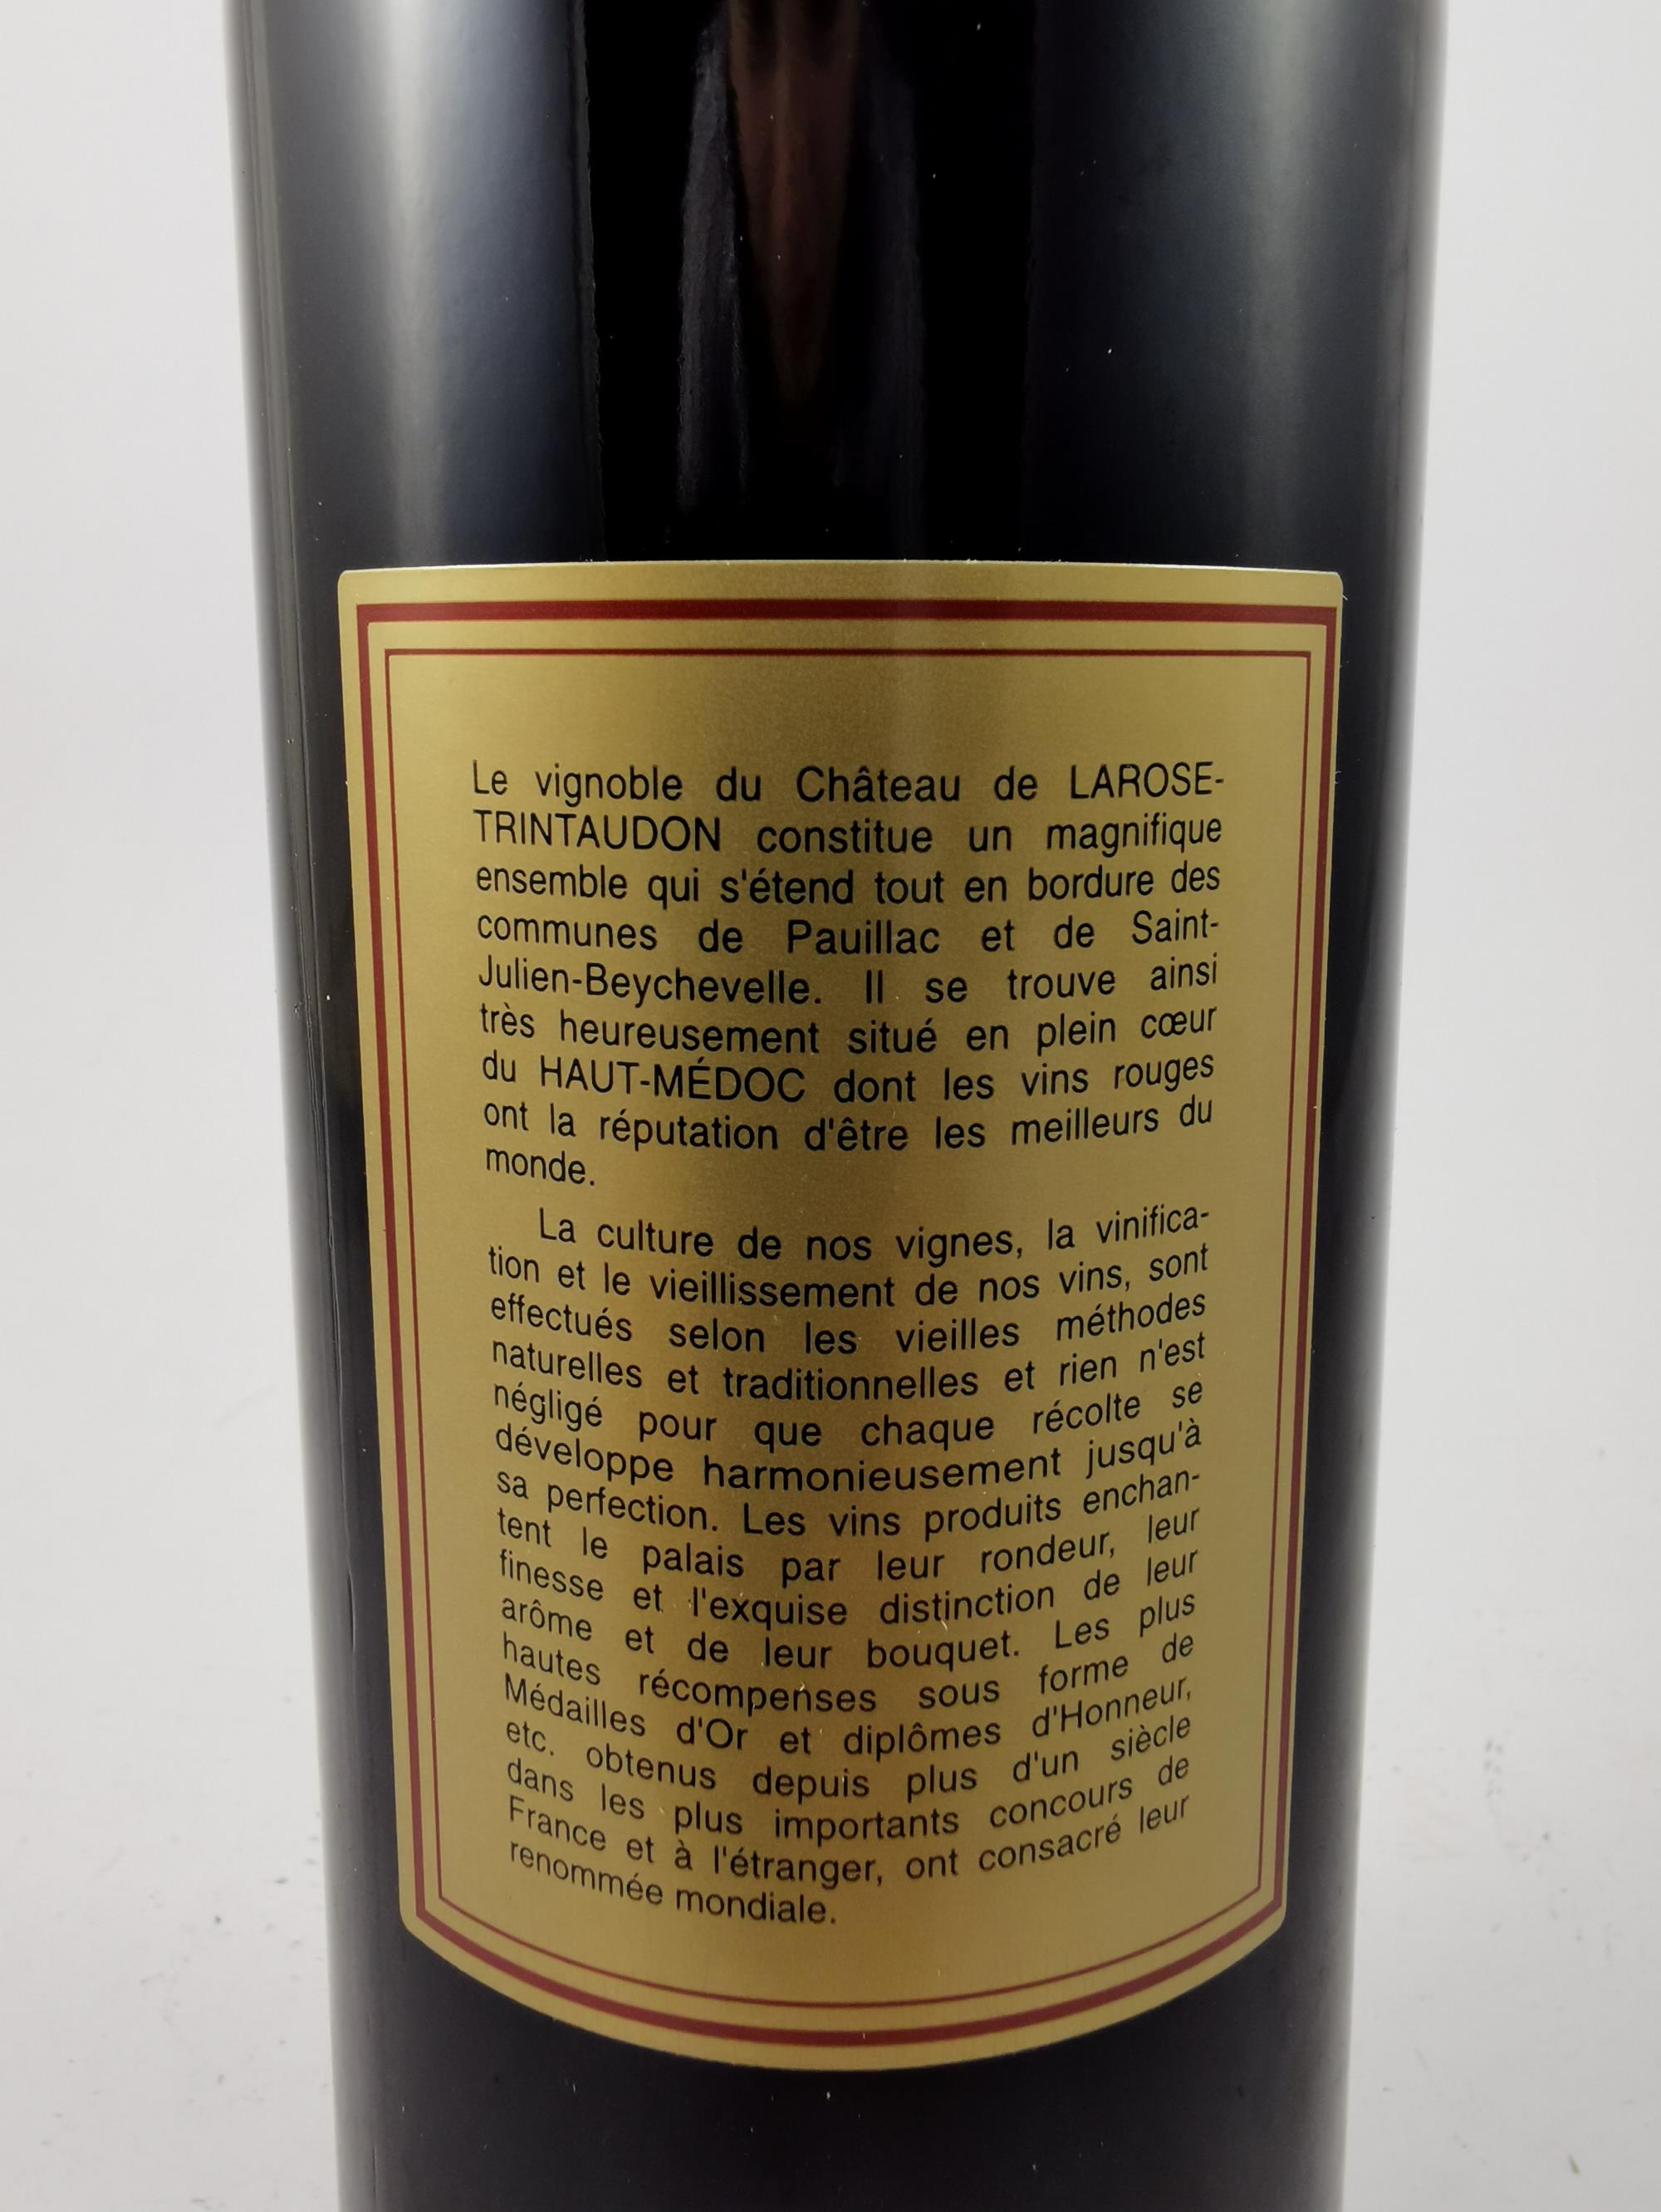 Le vignoble du Château de LAROSE-
TRINTAUDON constitue un magnifique
ensemble qui s'étend tout en bordure des
communes de Pauillac et de Saint-
Julien-Beychevelle. Il se trouve ainsi
très heureusement situé en plein cœur
du HAUT-MÉDOC dont les vins rouges
ont la réputation d'être les meilleurs du
monde.
La culture de nos vignes, la vinifica-
tion et le vieillissement de nos vins, sont
effectués selon les vieilles méthodes
naturelles et traditionnelles et rien n'est
négligé pour que chaque récolte se
développe harmonieusement jusqu'à
sa perfection. Les vins produits enchan-
tent le palais par leur rondeur, leur
finesse et l'exquise distinction de leur
arôme et de leur bouquet. Les plus
hautes récompenses sous forme de
Médailles d'Or et diplômes d'Honneur,
etc. obtenus depuis plus d'un siècle
dans les plus importants concours de
France et à l'étranger, ont consacré leur
renommée mondiale.